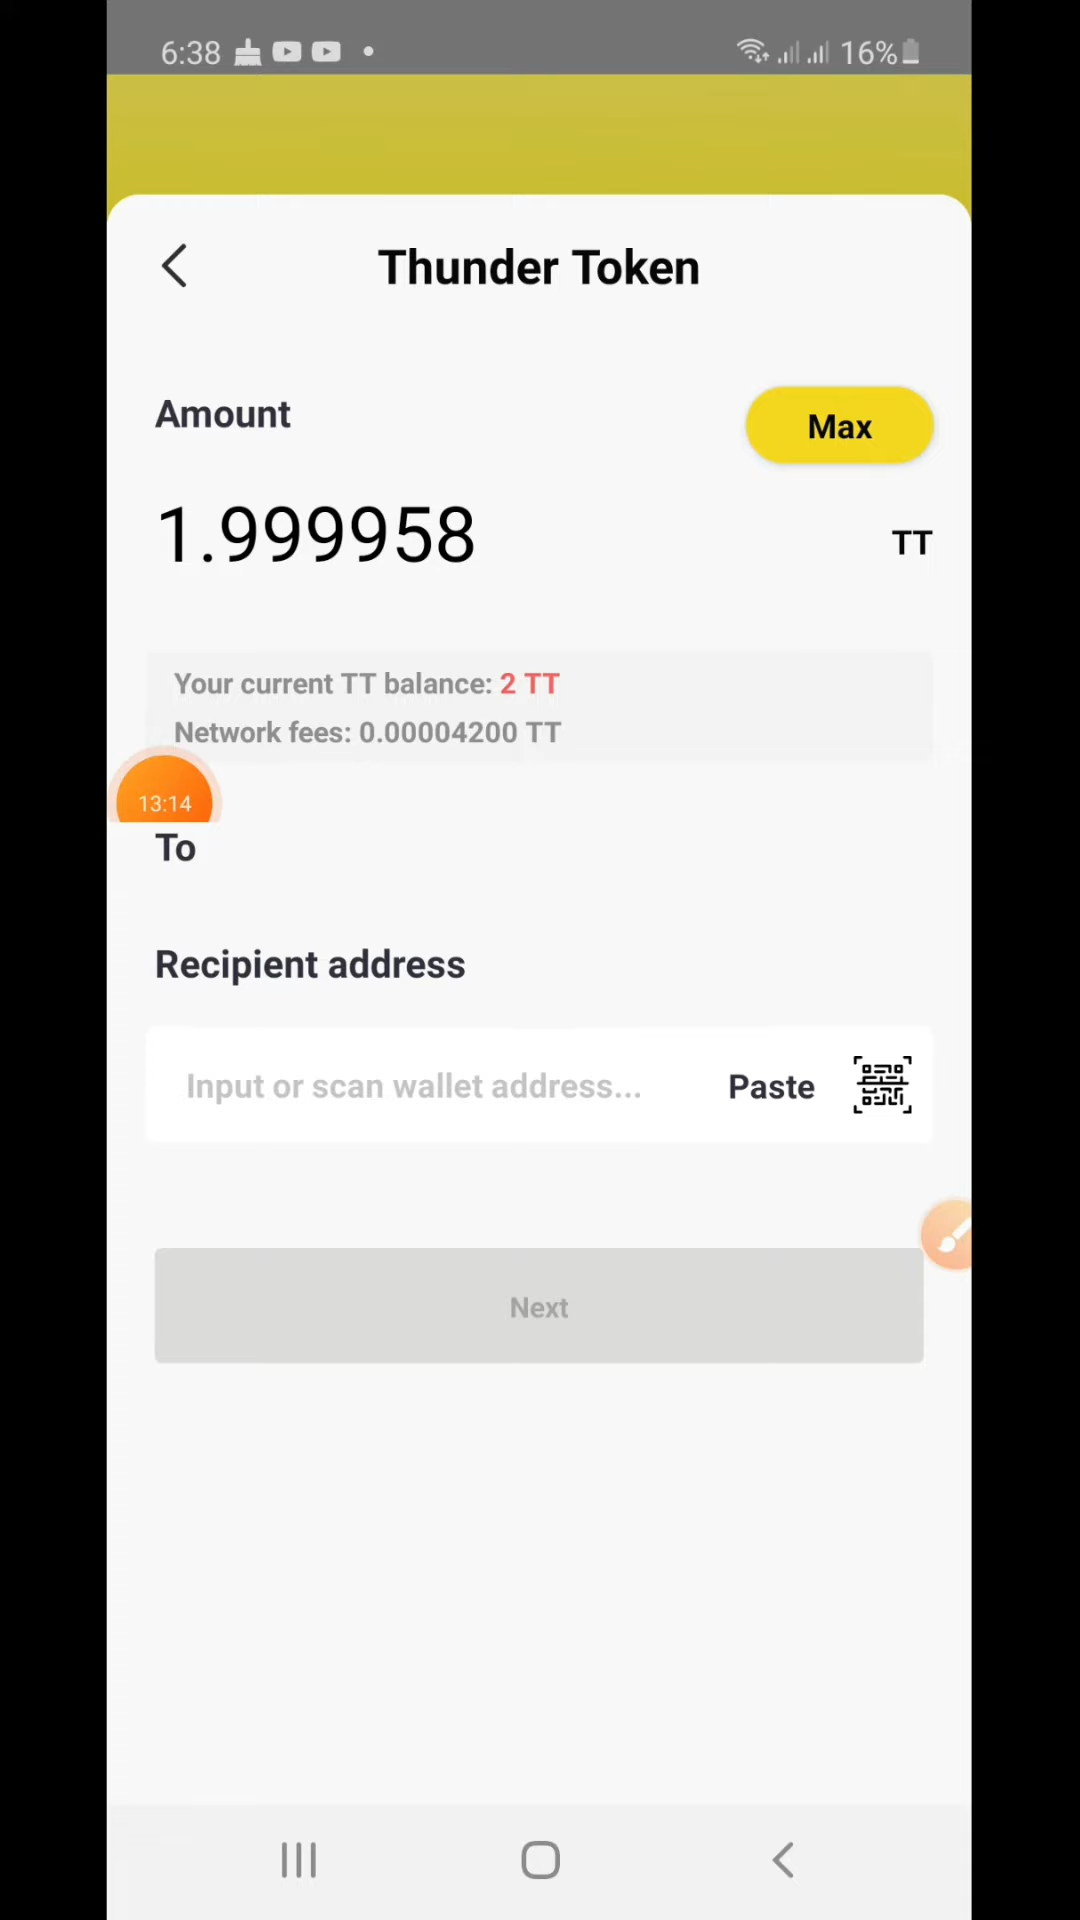 6:38 16%
Thunder Token
Amount
Max
1.999958 TT
Your current TT balance: 2 TT
Network fees: 0.00004200 TT
13:14
To
Recipient address
Input or scan wallet address... Paste
Next